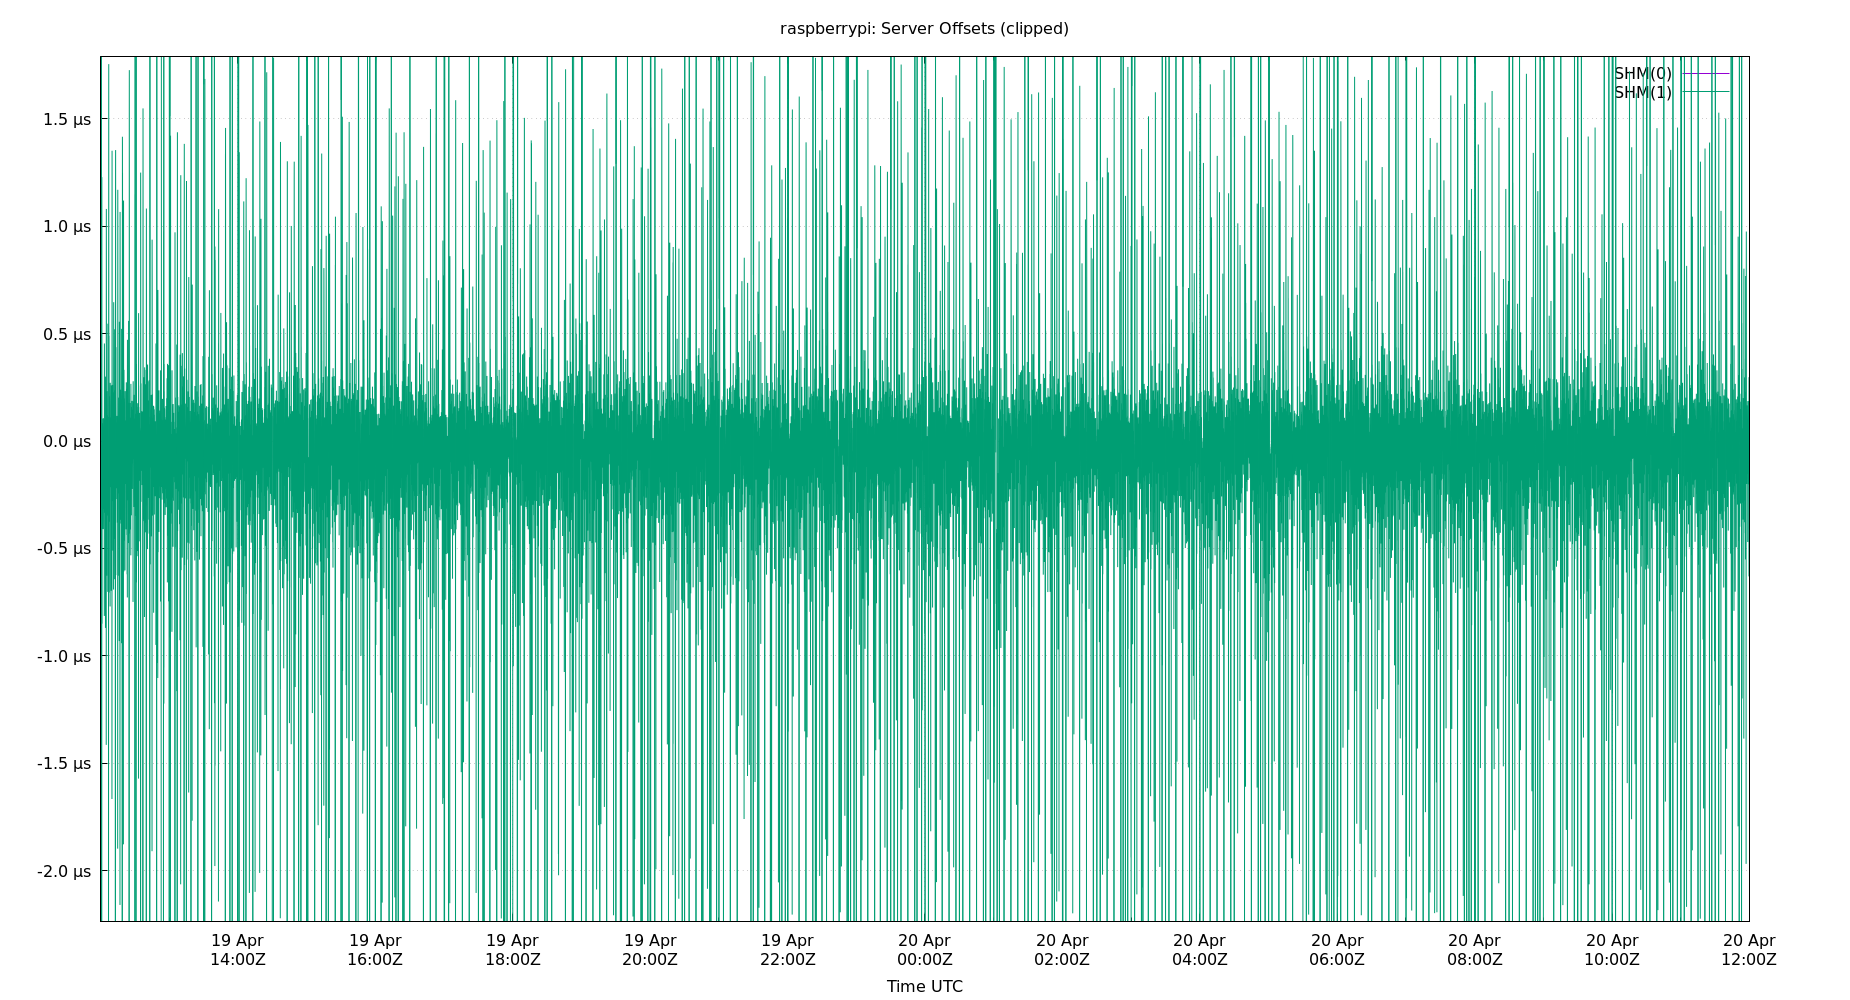 raspberrypi: Server Offsets (clipped)
SHM(0)
SHM(1)
1.5 µs
1.0 µs
0.5 µs
0.0 µs
-0.5 µs
-1.0 µs
-1.5 µs
-2.0 µs
19 Apr 19 Apr 19 Apr 19 Apr 19 Apr 20 Apr 20 Apr 20 Apr 20 Apr 20 Apr 20 Apr 20 Apr
14:00Z 16:00Z 18:00Z 20:00Z 22:00Z 00:00Z 02:00Z 04:00Z 06:00Z 08:00Z 10:00Z 12:00Z
Time UTC